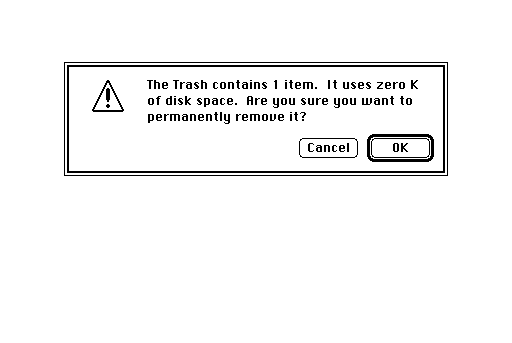 The Trash contains 1 item.  It uses zero K
of disk space.  Are you sure you want to
permanently remove it?
Cancel
OK